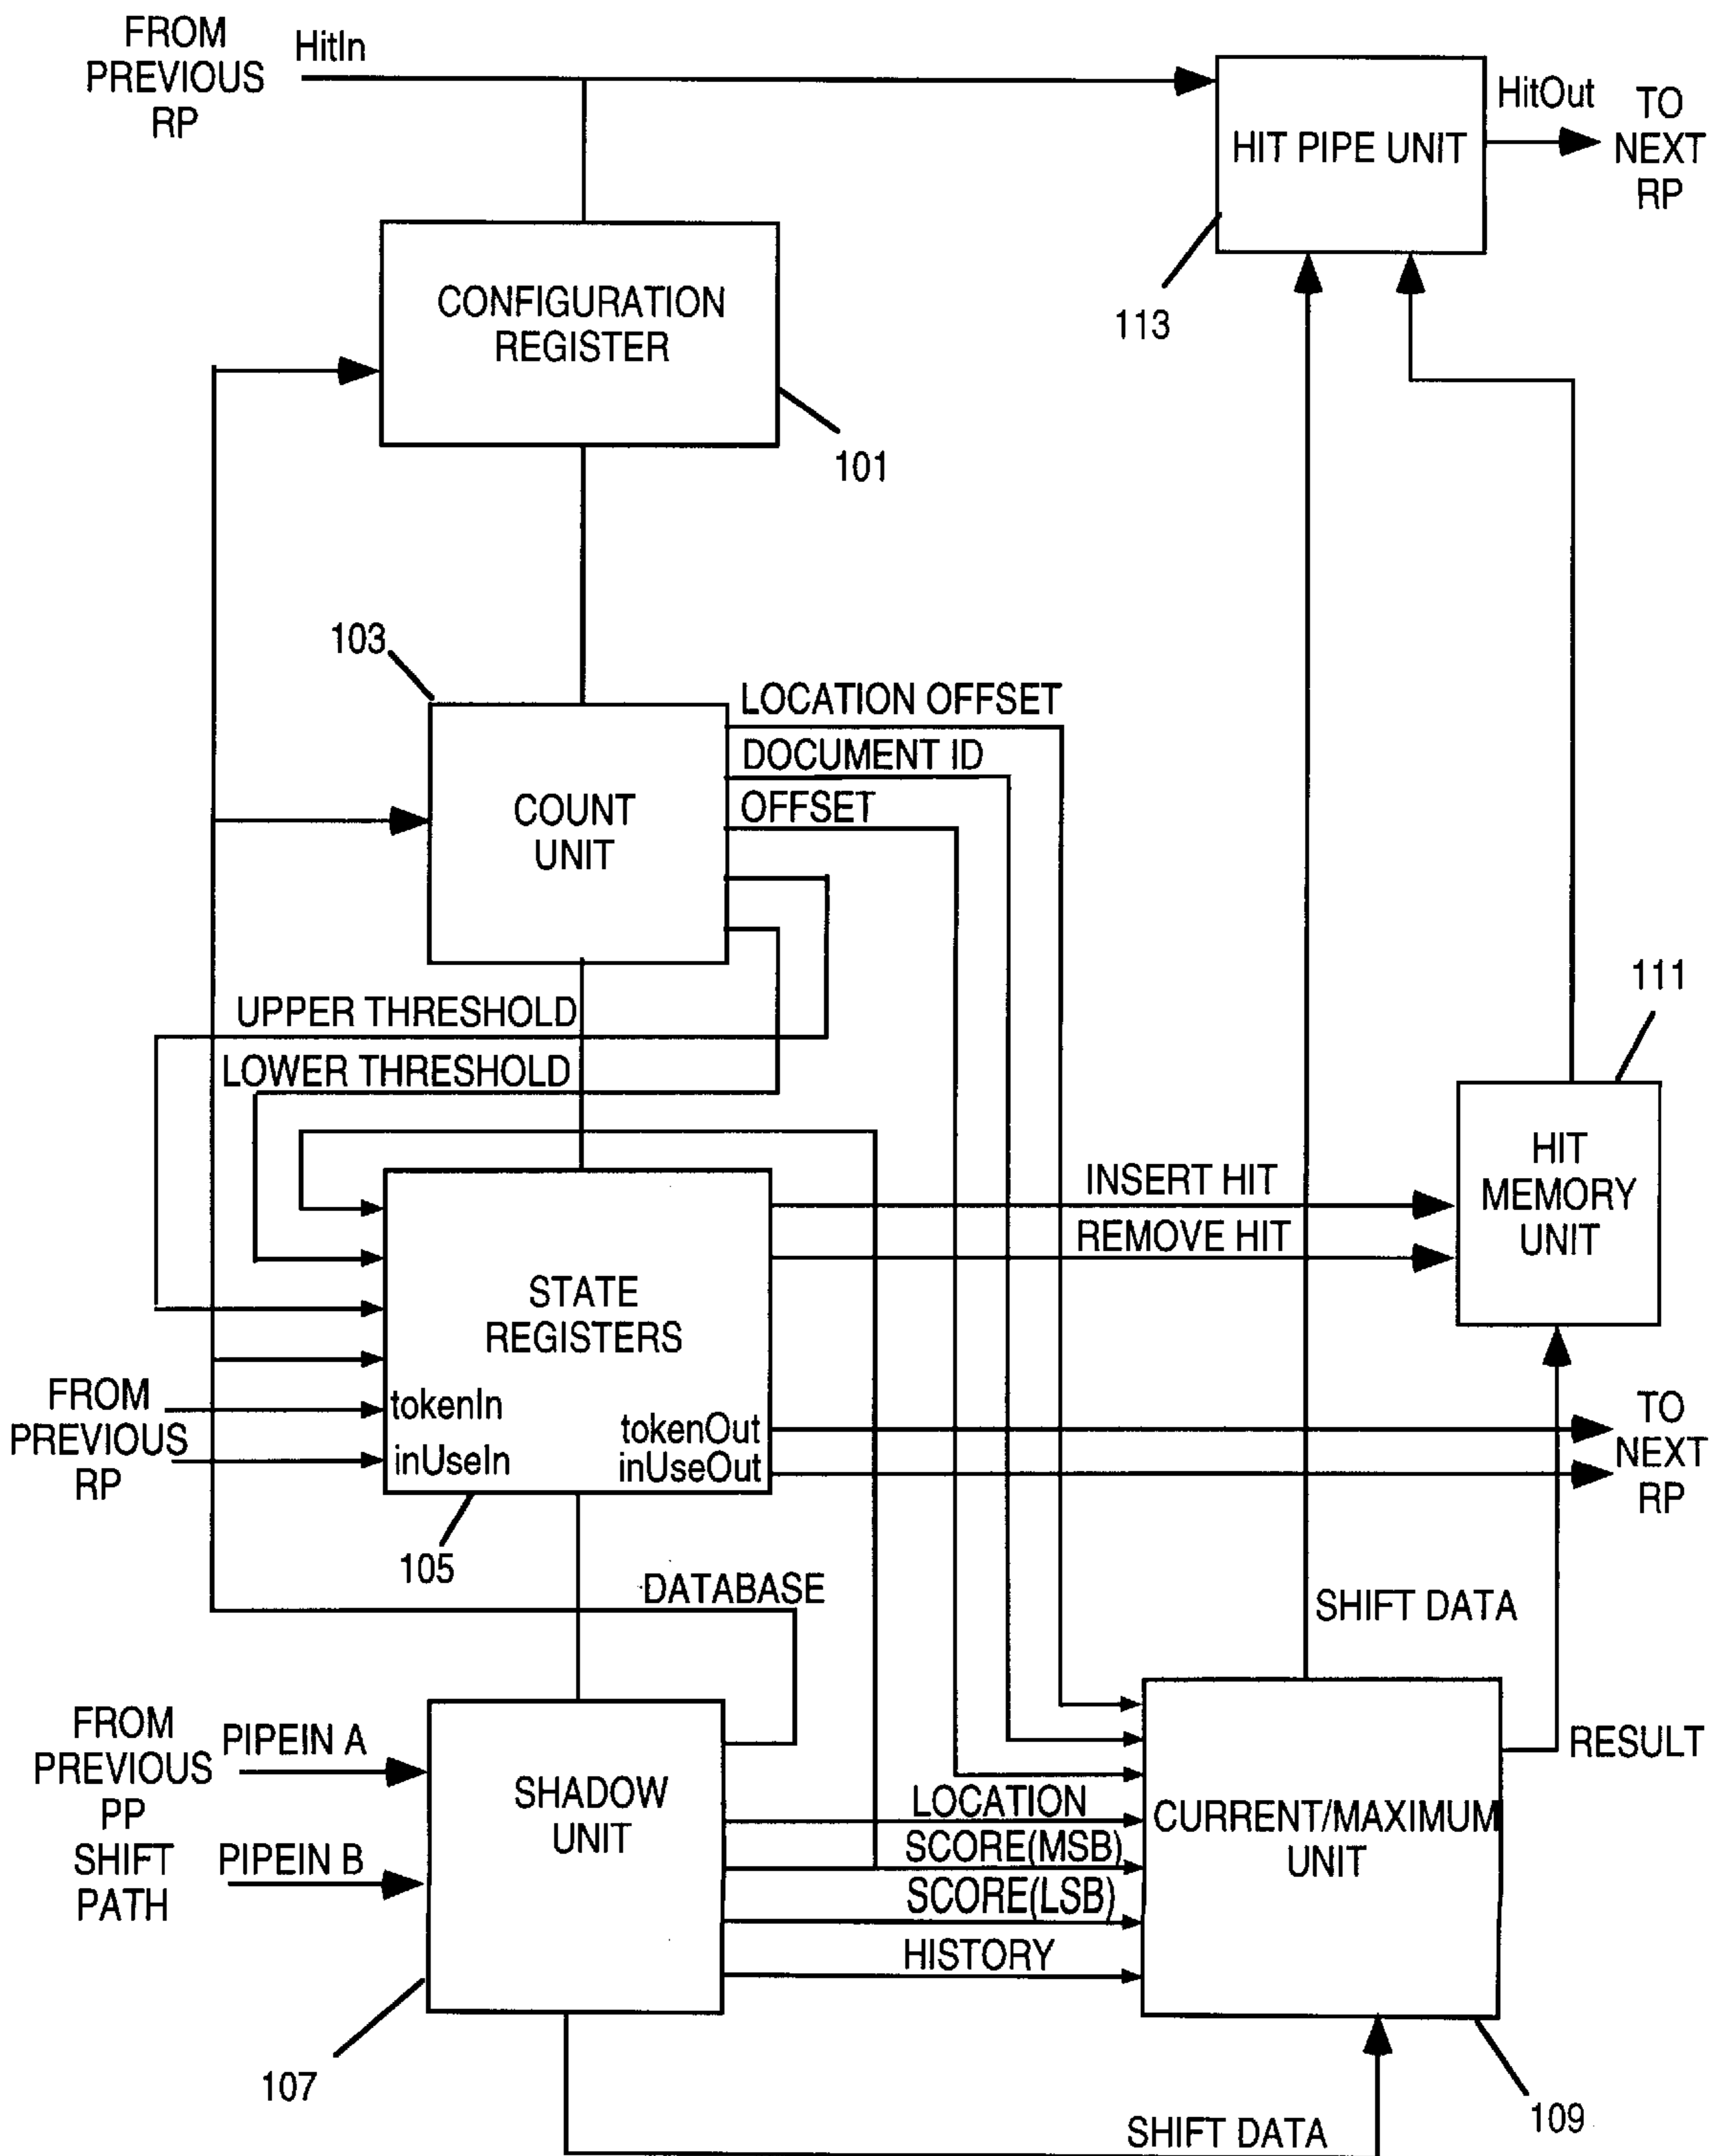 FROM
PREVIOUS
RP
HitIn
HIT PIPE UNIT
HitOut
TO
NEXT
RP
113
CONFIGURATION
REGISTER
101
103
COUNT
UNIT
LOCATION OFFSET
DOCUMENT ID
OFFSET
UPPER THRESHOLD
LOWER THRESHOLD
111
HIT
MEMORY
UNIT
INSERT HIT
REMOVE HIT
STATE
REGISTERS
FROM
PREVIOUS
RP
tokenIn
inUseIn
tokenOut
inUseOut
TO
NEXT
RP
105
DATABASE
SHIFT DATA
FROM
PREVIOUS
PP
SHIFT
PATH
PIPEIN A
PIPEIN B
SHADOW
UNIT
LOCATION
SCORE(MSB)
SCORE(LSB)
HISTORY
CURRENT/MAXIMUM
UNIT
RESULT
107
109
SHIFT DATA